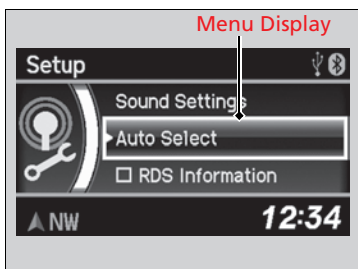 Menu Display
Setup
Sound Settings
Auto Select
RDS Information
NW
12:34